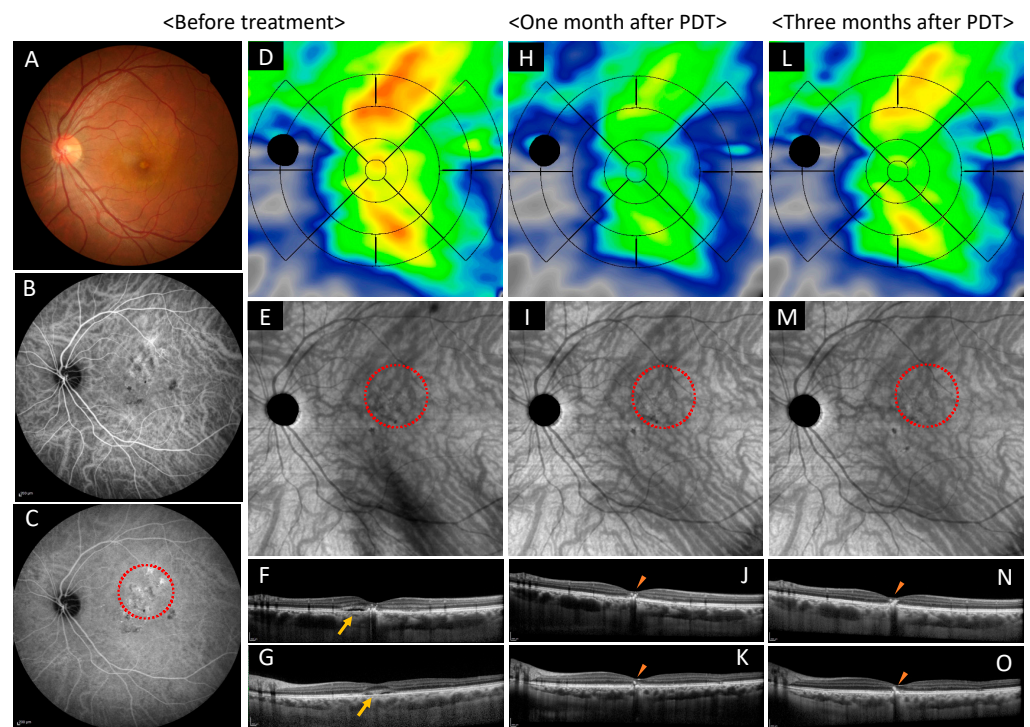 <Before treatment>
<One month after PDT>
<Three months after PDT>
A
D
H
L
B
E
I
M
C
F
J
N
G
K
O